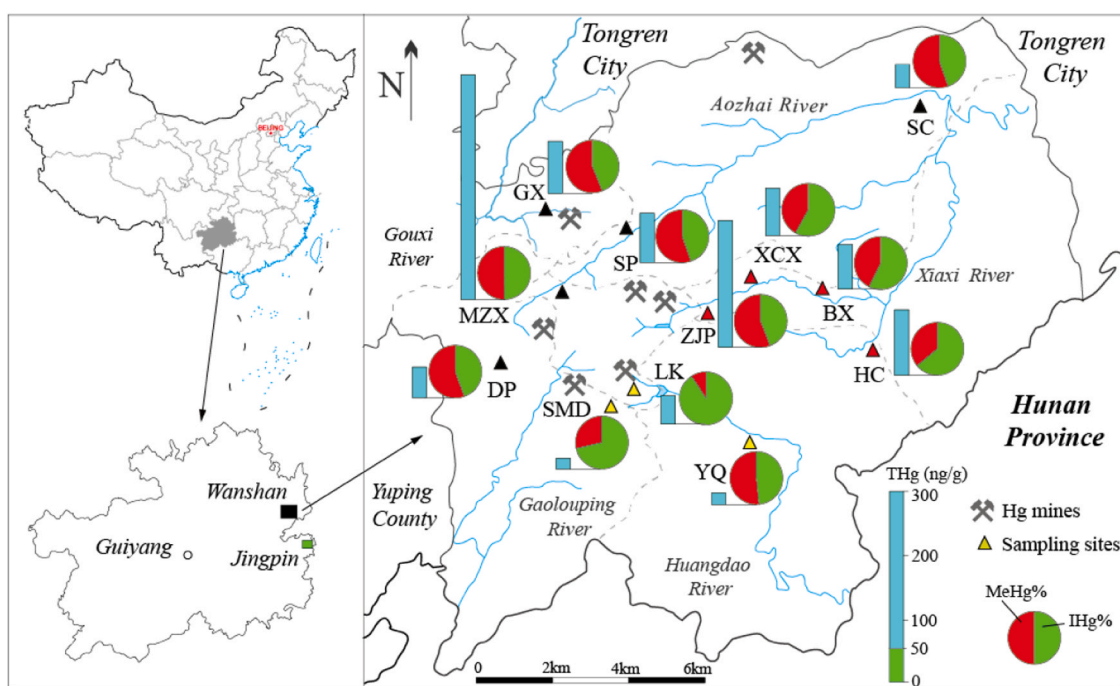 BEIJING
Wanshan
Guiyang
Jingpin
N
Tongren
City
Tongren
City
Aozhai River
SC
GX
Gouxi
River
SP
XCX
Xiaxi River
MZX
ZJP
BX
HC
DP
LK
SMD
YQ
Hunan
Province
Yuping
County
Gaolouping
River
Huangdao
River
THg (ng/g)
300
200
100
50
0
Hg mines
Sampling sites
MeHg%
IHg%
0
2km
4km
6km